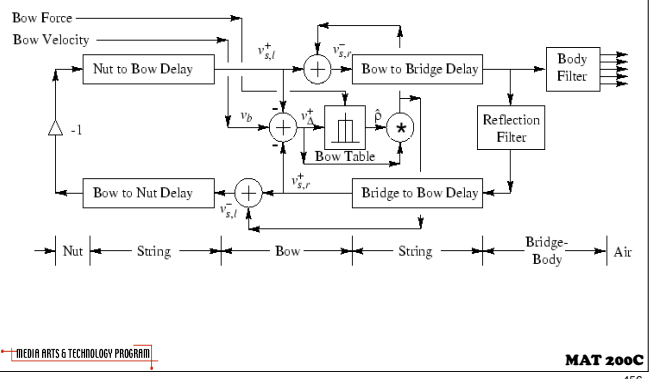 Bow Force
Bow Velocity
v+s,l
v-s,r
Nut to Bow Delay
Bow to Bridge Delay
Body
Filter
-
vb
v+Δ
ρ̂
*
-1
-
Bow Table
Reflection
Filter
v+s,r
Bow to Nut Delay
Bridge to Bow Delay
v-s,l
Nut
String
Bow
String
Bridge-
Body
Air
MEDIA ARTS & TECHNOLOGY PROGRAM
MAT 200C